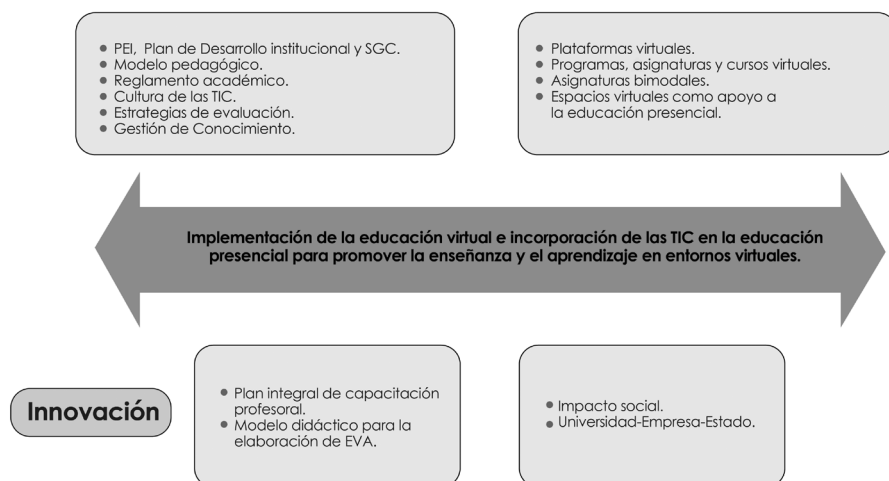 PEI, Plan de Desarrollo institucional y SGC.
Modelo pedagógico.
Reglamento académico.
Cultura de las TIC.
Estrategias de evaluación.
Gestión de Conocimiento.
Plataformas virtuales.
Programas, asignaturas y cursos virtuales.
Asignaturas bimodales.
Espacios virtuales como apoyo a
la educación presencial.
Implementación de la educación virtual e incorporación de las TIC en la educación
presencial para promover la enseñanza y el aprendizaje en entornos virtuales.
Innovación
Plan integral de capacitación
profesoral.
Modelo didáctico para la
elaboración de EVA.
Impacto social.
Universidad-Empresa-Estado.